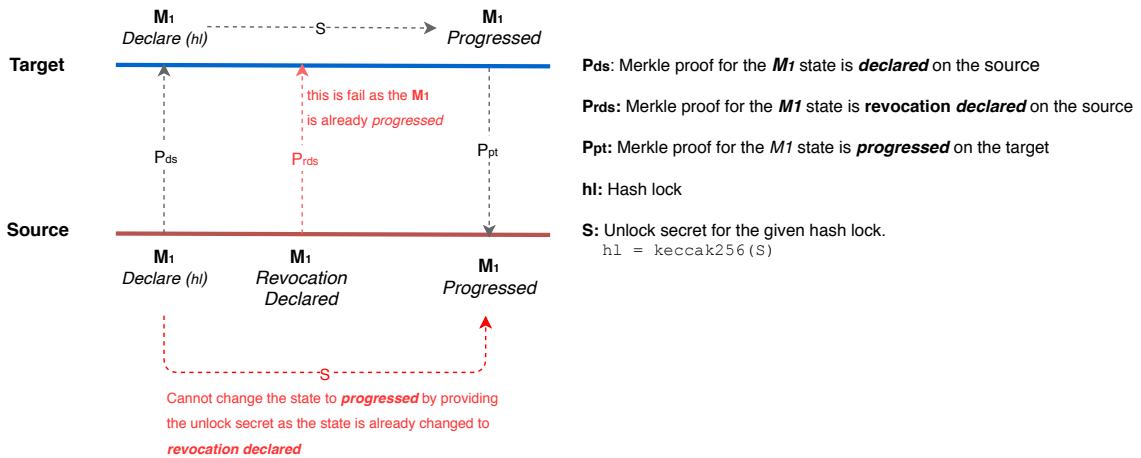 M1
Declare (hl)
S
M1
Progressed
Target
this is fail as the M1
is already progressed
Pds
Prds
Ppt
Source
M1
Declare (hl)
M1
Revocation
Declared
M1
Progressed
S
Cannot change the state to progressed by providing
the unlock secret as the state is already changed to
revocation declared
Pds: Merkle proof for the M1 state is declared on the source
Prds: Merkle proof for the M1 state is revocation declared on the source
Ppt: Merkle proof for the M1 state is progressed on the target
hl: Hash lock
S: Unlock secret for the given hash lock.
hl = keccak256(S)